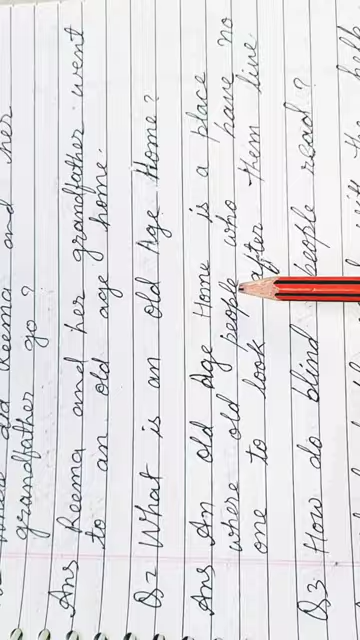 did Reema and her
grandfather go?
Ans Reema and her grandfather went
to an old age home.
Q2 What is an old Age Home?
Ans An old Age Home is a place
where old people who have no
one to look after them live
Q3 How do blind people read?